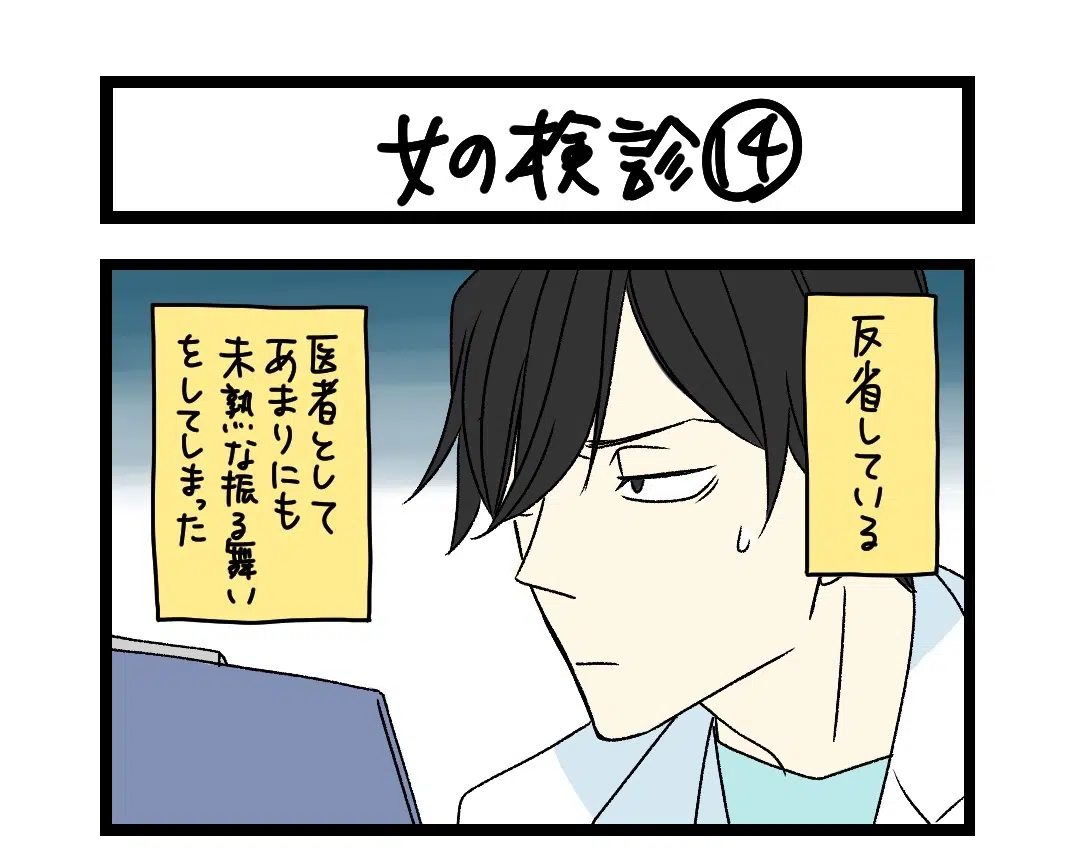 女の検診⑭
反省している
医者として
あまりにも
未熟な振る舞い
をしてしまった